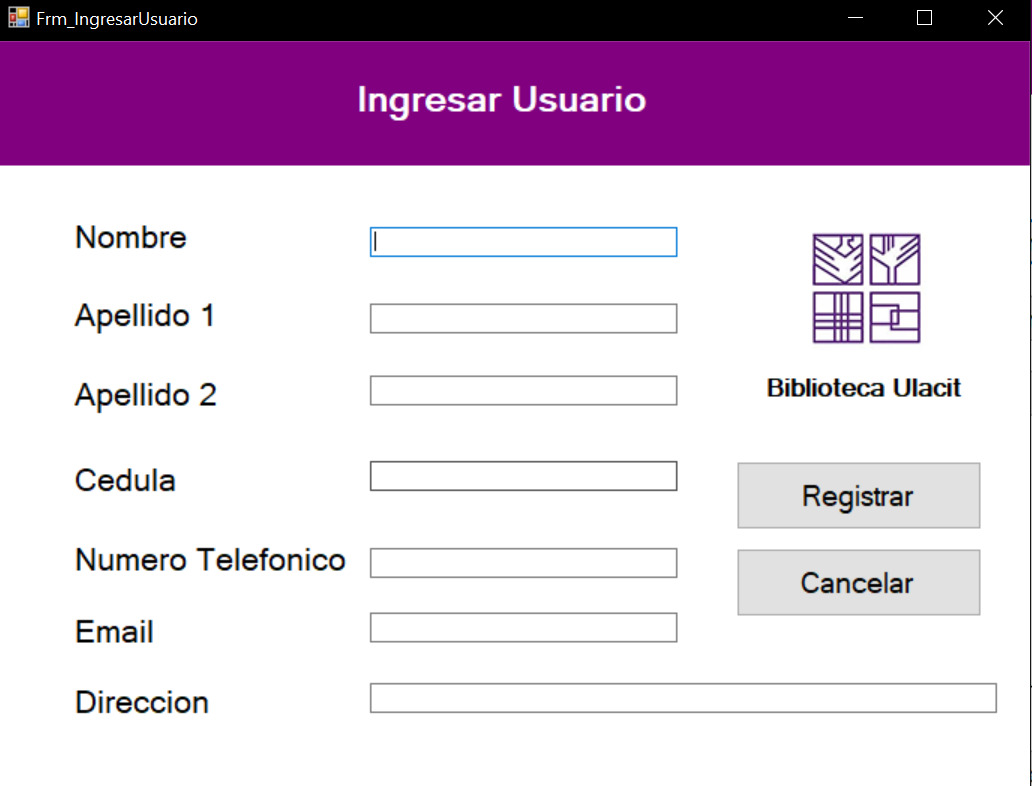 Frm_IngresarUsuario
Ingresar Usuario
Nombre
Apellido 1
Apellido 2
Biblioteca Ulacit
Cedula
Registrar
Numero Telefonico
Cancelar
Email
Direccion